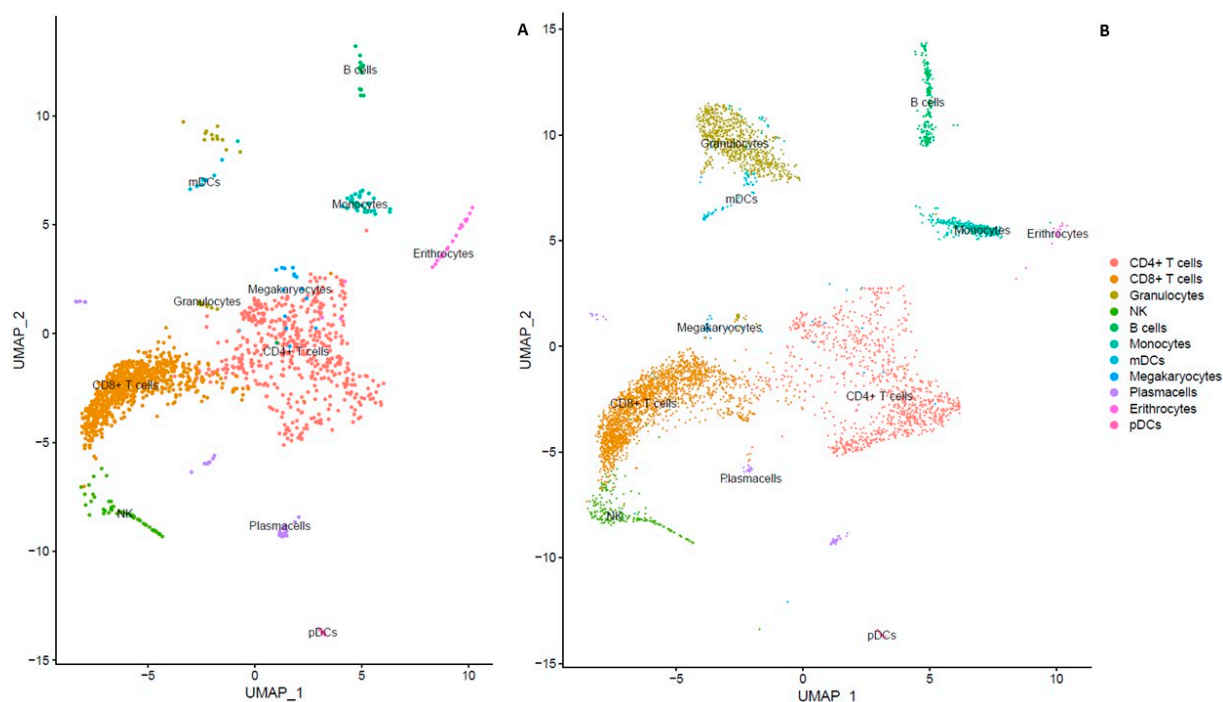 A
B cells
10
mDCs
Monocytes
5
Erithrocytes
Megakaryocytes
Granulocytes
UMAP_2
0
CD4+ T cells
CD8+ T cells
-5
NK
Plasmacells
-10
pDCs
-15
-5
0
5
10
UMAP_1
15
B
B cells
10
Granulocytes
mDCs
5
Monocytes
Erithrocytes
UMAP_2
Megakaryocytes
0
CD8+ T cells
CD4+ T cells
-5
Plasmacells
NK
-10
pDCs
-15
-5
0
5
10
UMAP_1
CD4+ T cells
CD8+ T cells
Granulocytes
NK
B cells
Monocytes
mDCs
Megakaryocytes
Plasmacells
Erithrocytes
pDCs